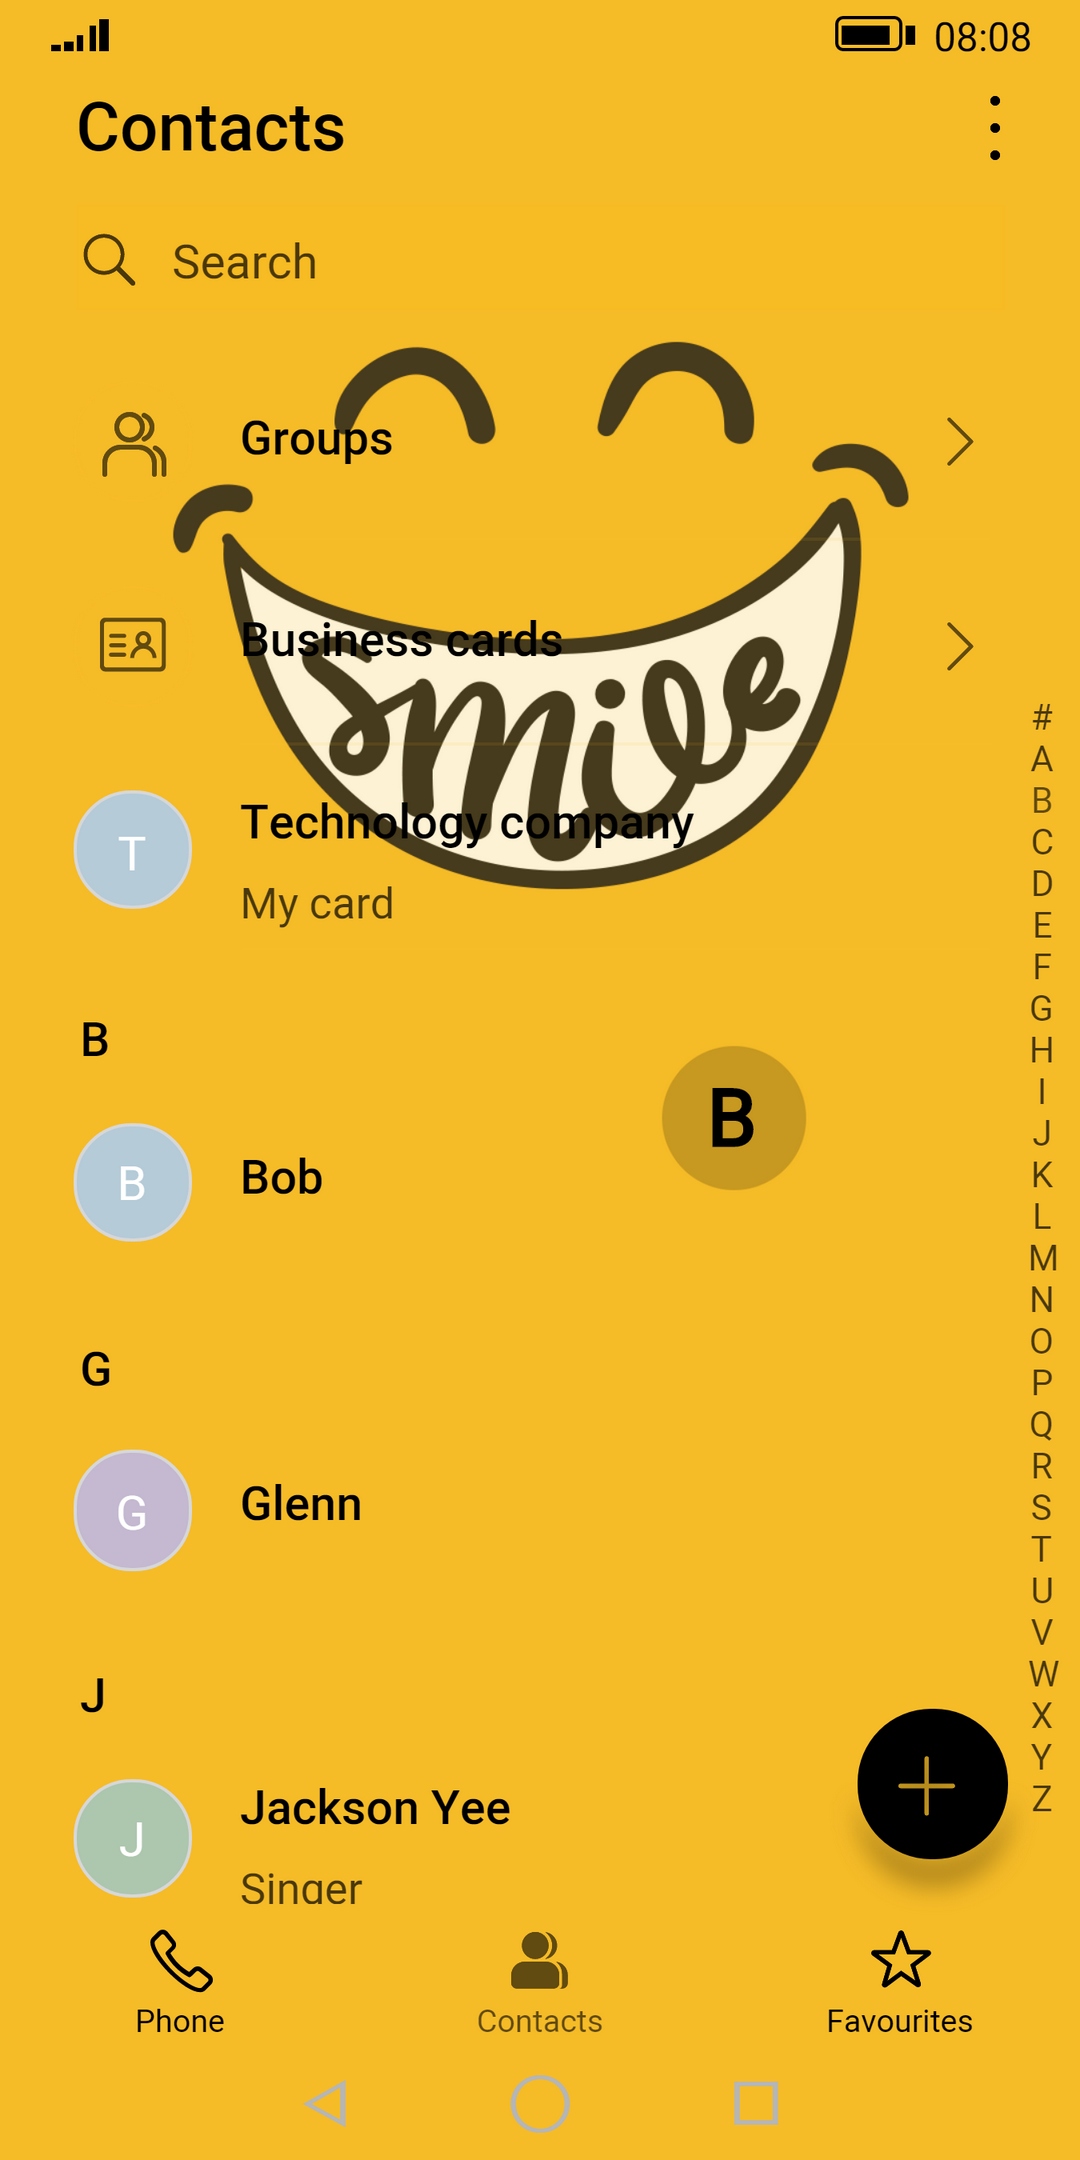 08:08
Contacts
Search
Groups
Business cards
smile
Technology company
My card
B
B
Bob
G
Glenn
J
Jackson Yee
Singer
T
B
G
J
#
A
B
C
D
E
F
G
H
I
J
K
L
M
N
O
P
Q
R
S
T
U
V
W
X
Y
Z
Phone
Contacts
Favourites